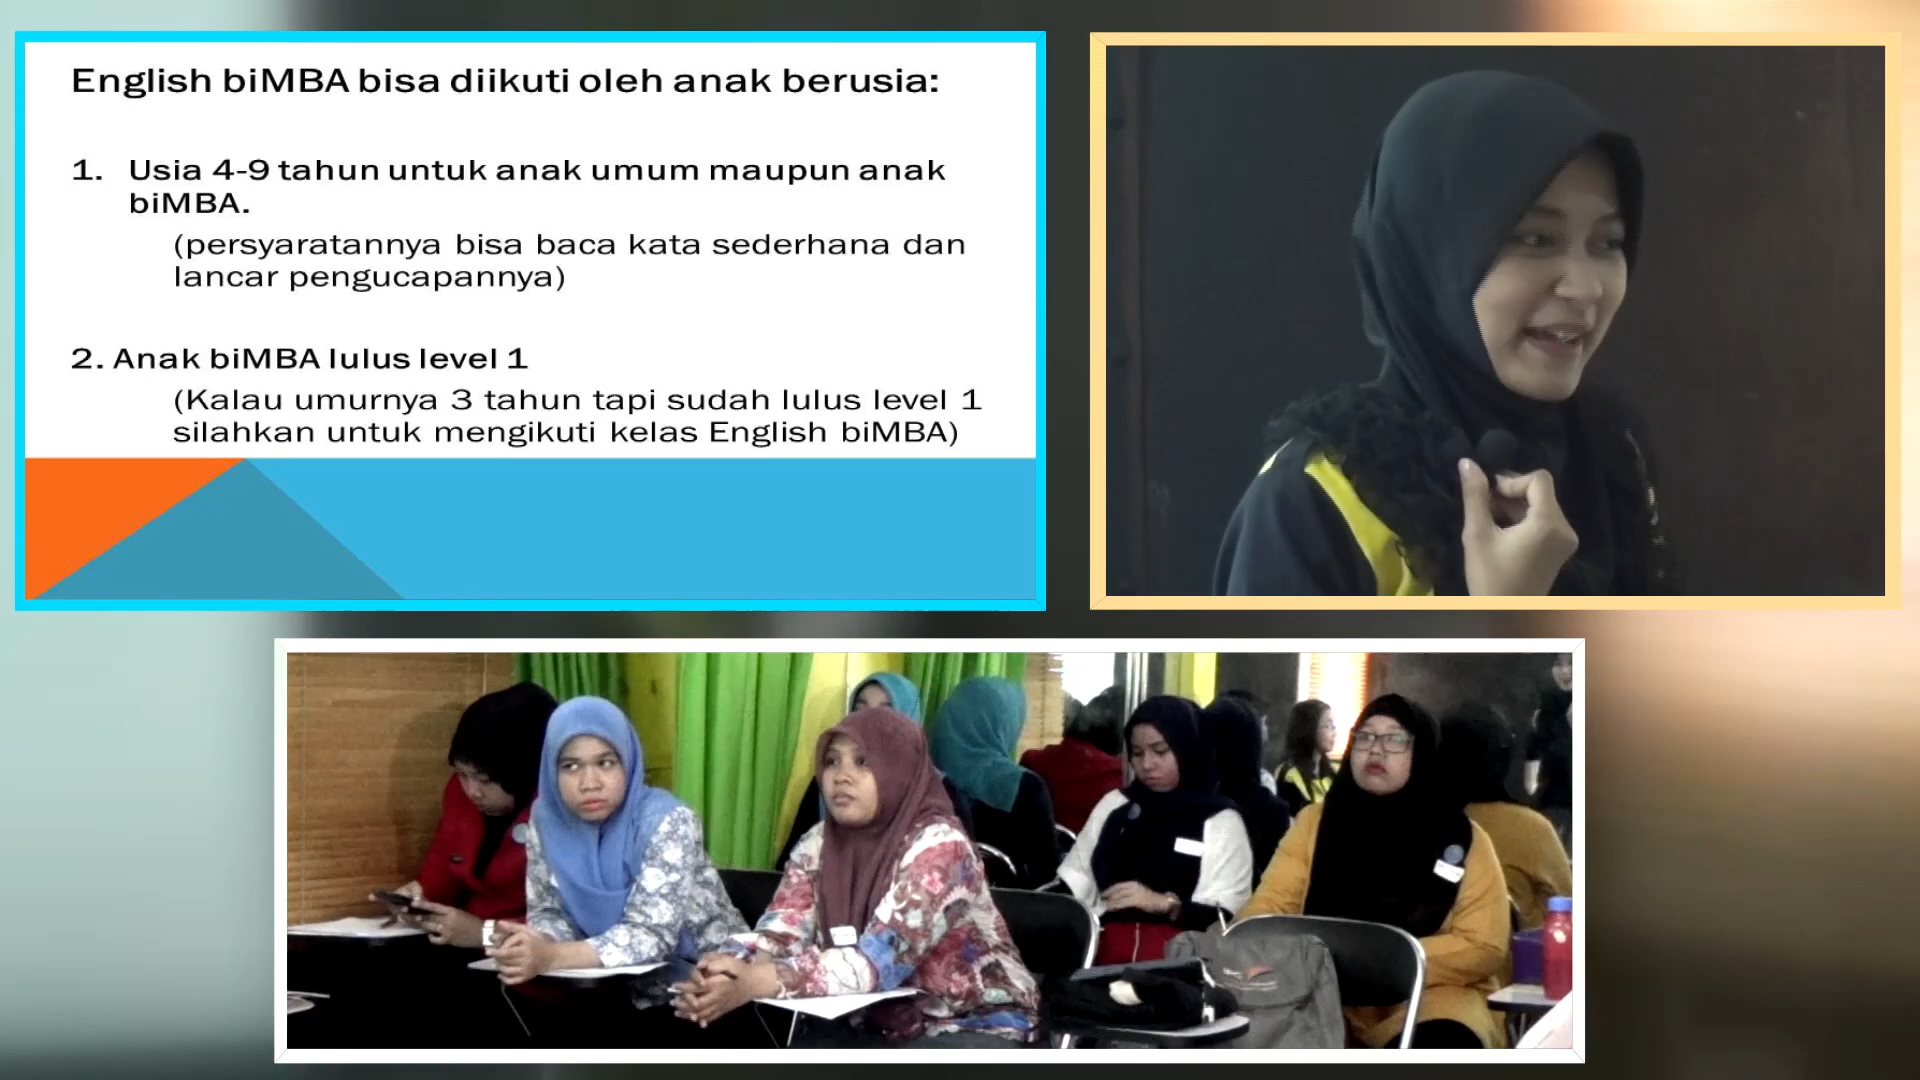 English biMBA bisa diikuti oleh anak berusia:
1. Usia 4-9 tahun untuk anak umum maupun anak
biMBA.
(persyaratannya bisa baca kata sederhana dan
lancar pengucapannya)
2. Anak biMBA lulus level 1
(Kalau umurnya 3 tahun tapi sudah lulus level 1
silahkan untuk mengikuti kelas English biMBA)